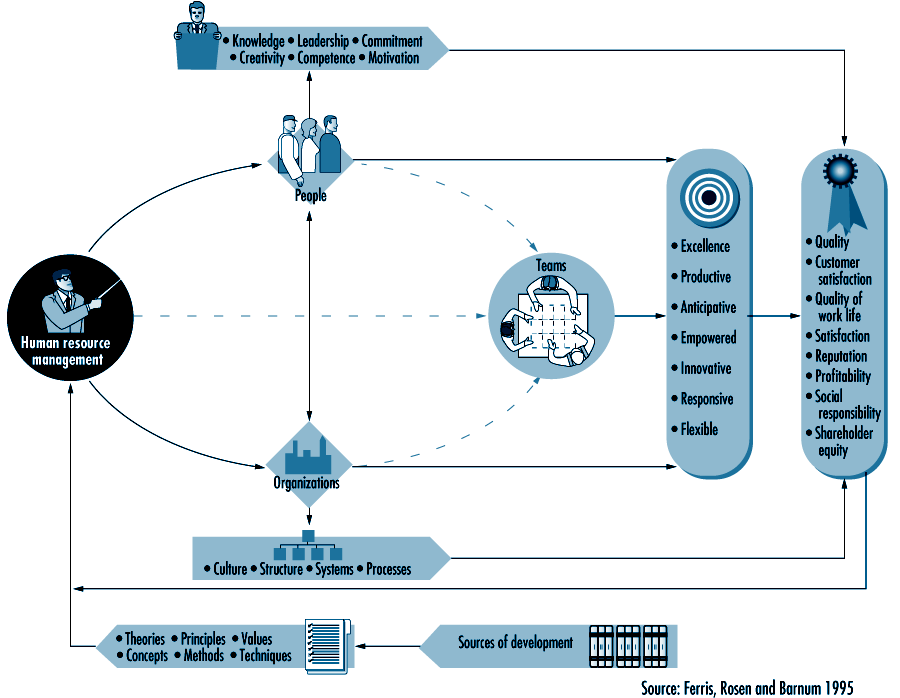 • Knowledge • Leadership • Commitment
• Creativity • Competence • Motivation
People
Human resource
management
Teams
Organizations
• Excellence
• Productive
• Anticipative
• Empowered
• Innovative
• Responsive
• Flexible
• Quality
• Customer
satisfaction
• Quality of
work life
• Satisfaction
• Reputation
• Profitability
• Social
responsibility
• Shareholder
equity
• Culture • Structure • Systems • Processes
• Theories • Principles • Values
• Concepts • Methods • Techniques
Sources of development
Source: Ferris, Rosen and Barnum 1995